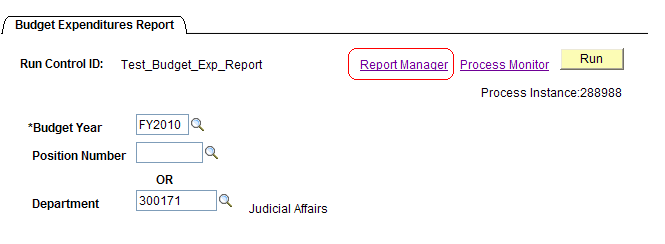 Budget Expenditures Report
Run Control ID: Test_Budget_Exp_Report Report Manager Process Monitor Run
Process Instance:288988
*Budget Year FY2010
Position Number
OR
Department 300171 Judicial Affairs